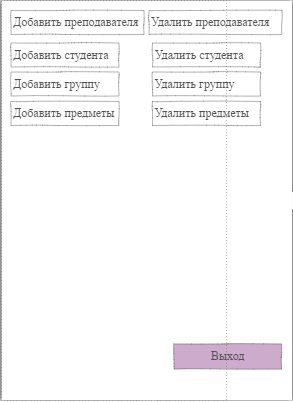 Добавить преподавателя Удалить преподавателя
Добавить студента Удалить студента
Добавить группу Удалить группу
Добавить предметы Удалить предметы
Выход